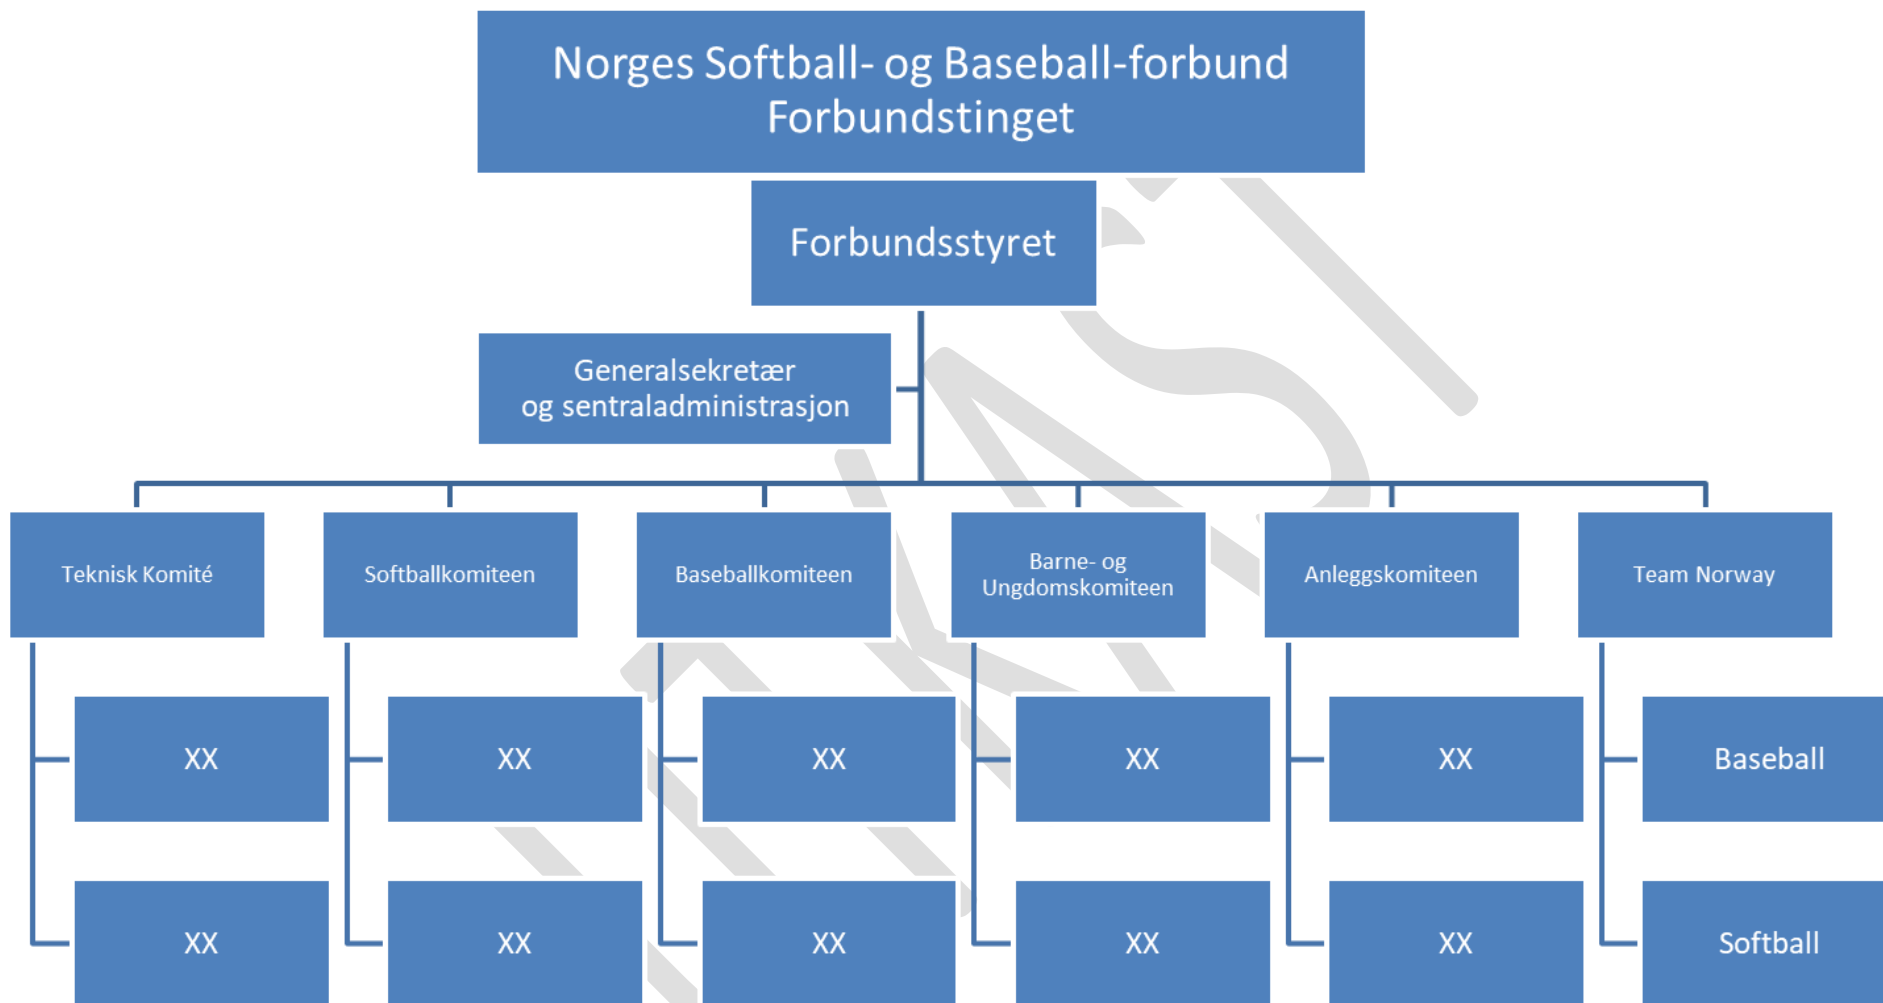 Norges Softball- og Baseball-forbund
Forbundstinget
Forbundsstyret
Generalsekretær
og sentraladministrasjon
Teknisk Komité
Softballkomiteen
Baseballkomiteen
Barne- og
Ungdomskomiteen
Anleggskomiteen
Team Norway
XX
XX
XX
XX
XX
Baseball
XX
XX
XX
XX
XX
Softball